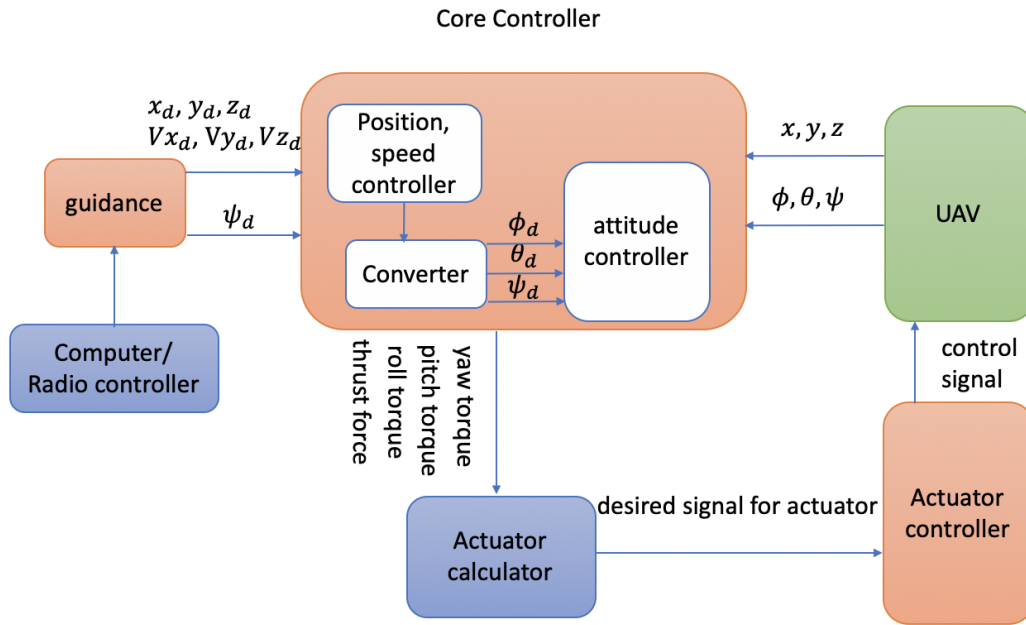 Core Controller
x_d, y_d, z_d
Vx_d, Vy_d, Vz_d
ψ_d
guidance
Computer/
Radio controller
Position,
speed
controller
Converter
ϕ_d
θ_d
ψ_d
attitude
controller
x, y, z
ϕ, θ, ψ
UAV
control
signal
yaw torque
pitch torque
roll torque
thrust force
Actuator
calculator
desired signal for actuator
Actuator
controller